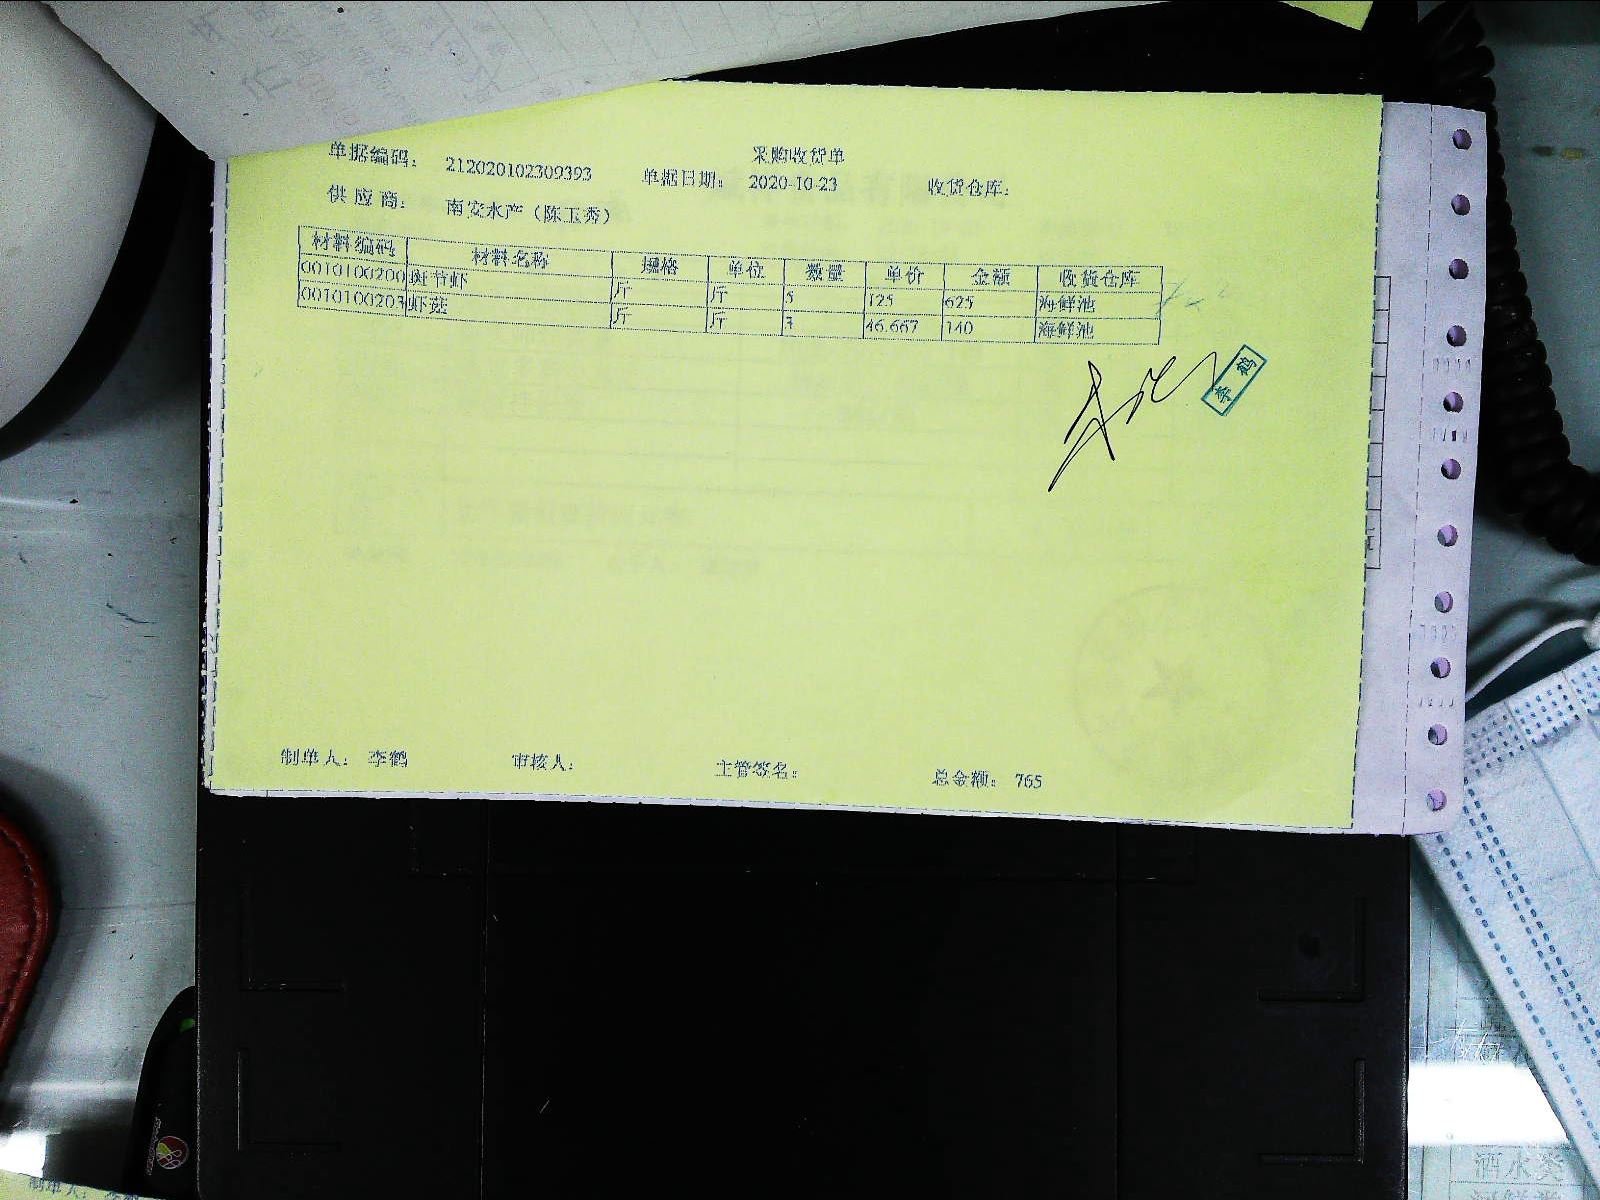 采购收货单
单据编码： 212020102309393 单据日期： 2020-10-23 收货仓库：
供应商： 南安水产（陈玉秀）
材料编码 材料名称 规格 单位 数量 单价 金额 收货仓库
0010100200 斑节虾 斤 斤 5 125 625 海鲜池
0010100203 虾菇 斤 斤 46.667 140 海鲜池
李鹤
制单人： 李鹤 审核人： 主管签名： 总金额： 765
洒水